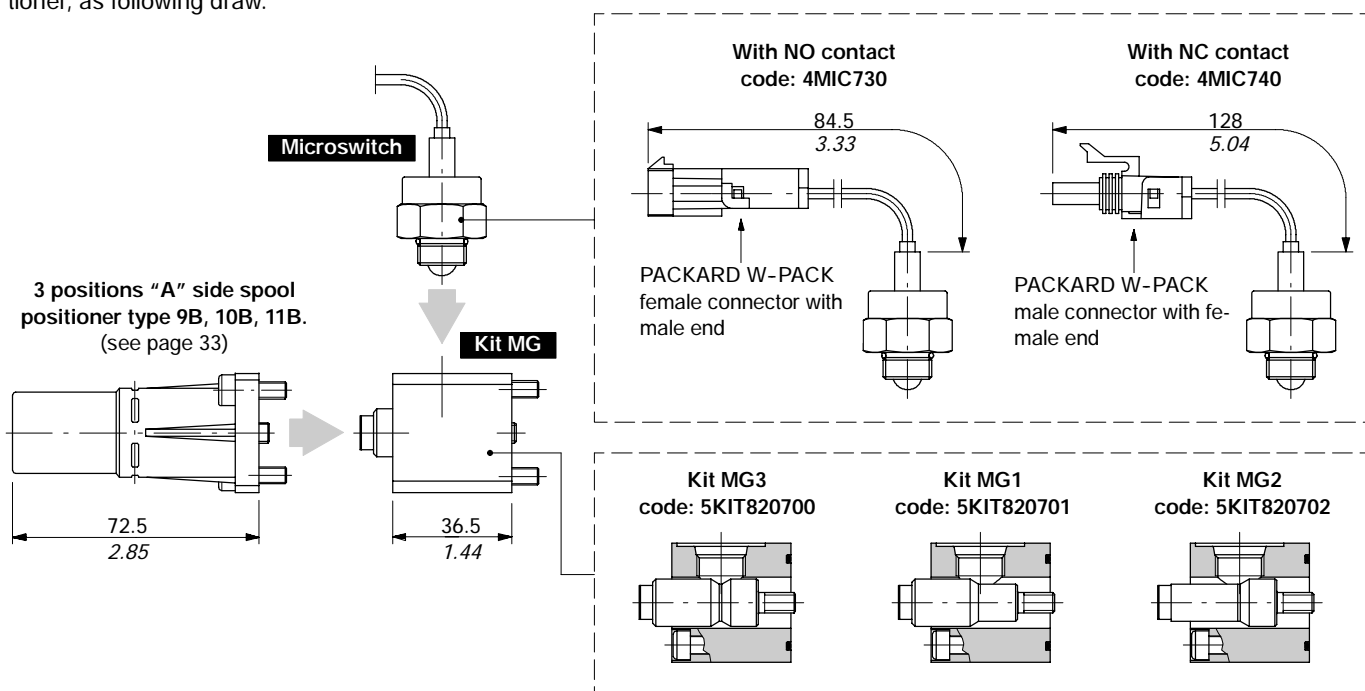 tioner, as following draw.
With NO contact
code: 4MIC730
With NC contact
code: 4MIC740
84.5
3.33
128
5.04
Microswitch
PACKARD W-PACK
female connector with
male end
PACKARD W-PACK
male connector with fe-
male end
3 positions “A” side spool
positioner type 9B, 10B, 11B.
(see page 33)
Kit MG
72.5
2.85
36.5
1.44
Kit MG3
code: 5KIT820700
Kit MG1
code: 5KIT820701
Kit MG2
code: 5KIT820702